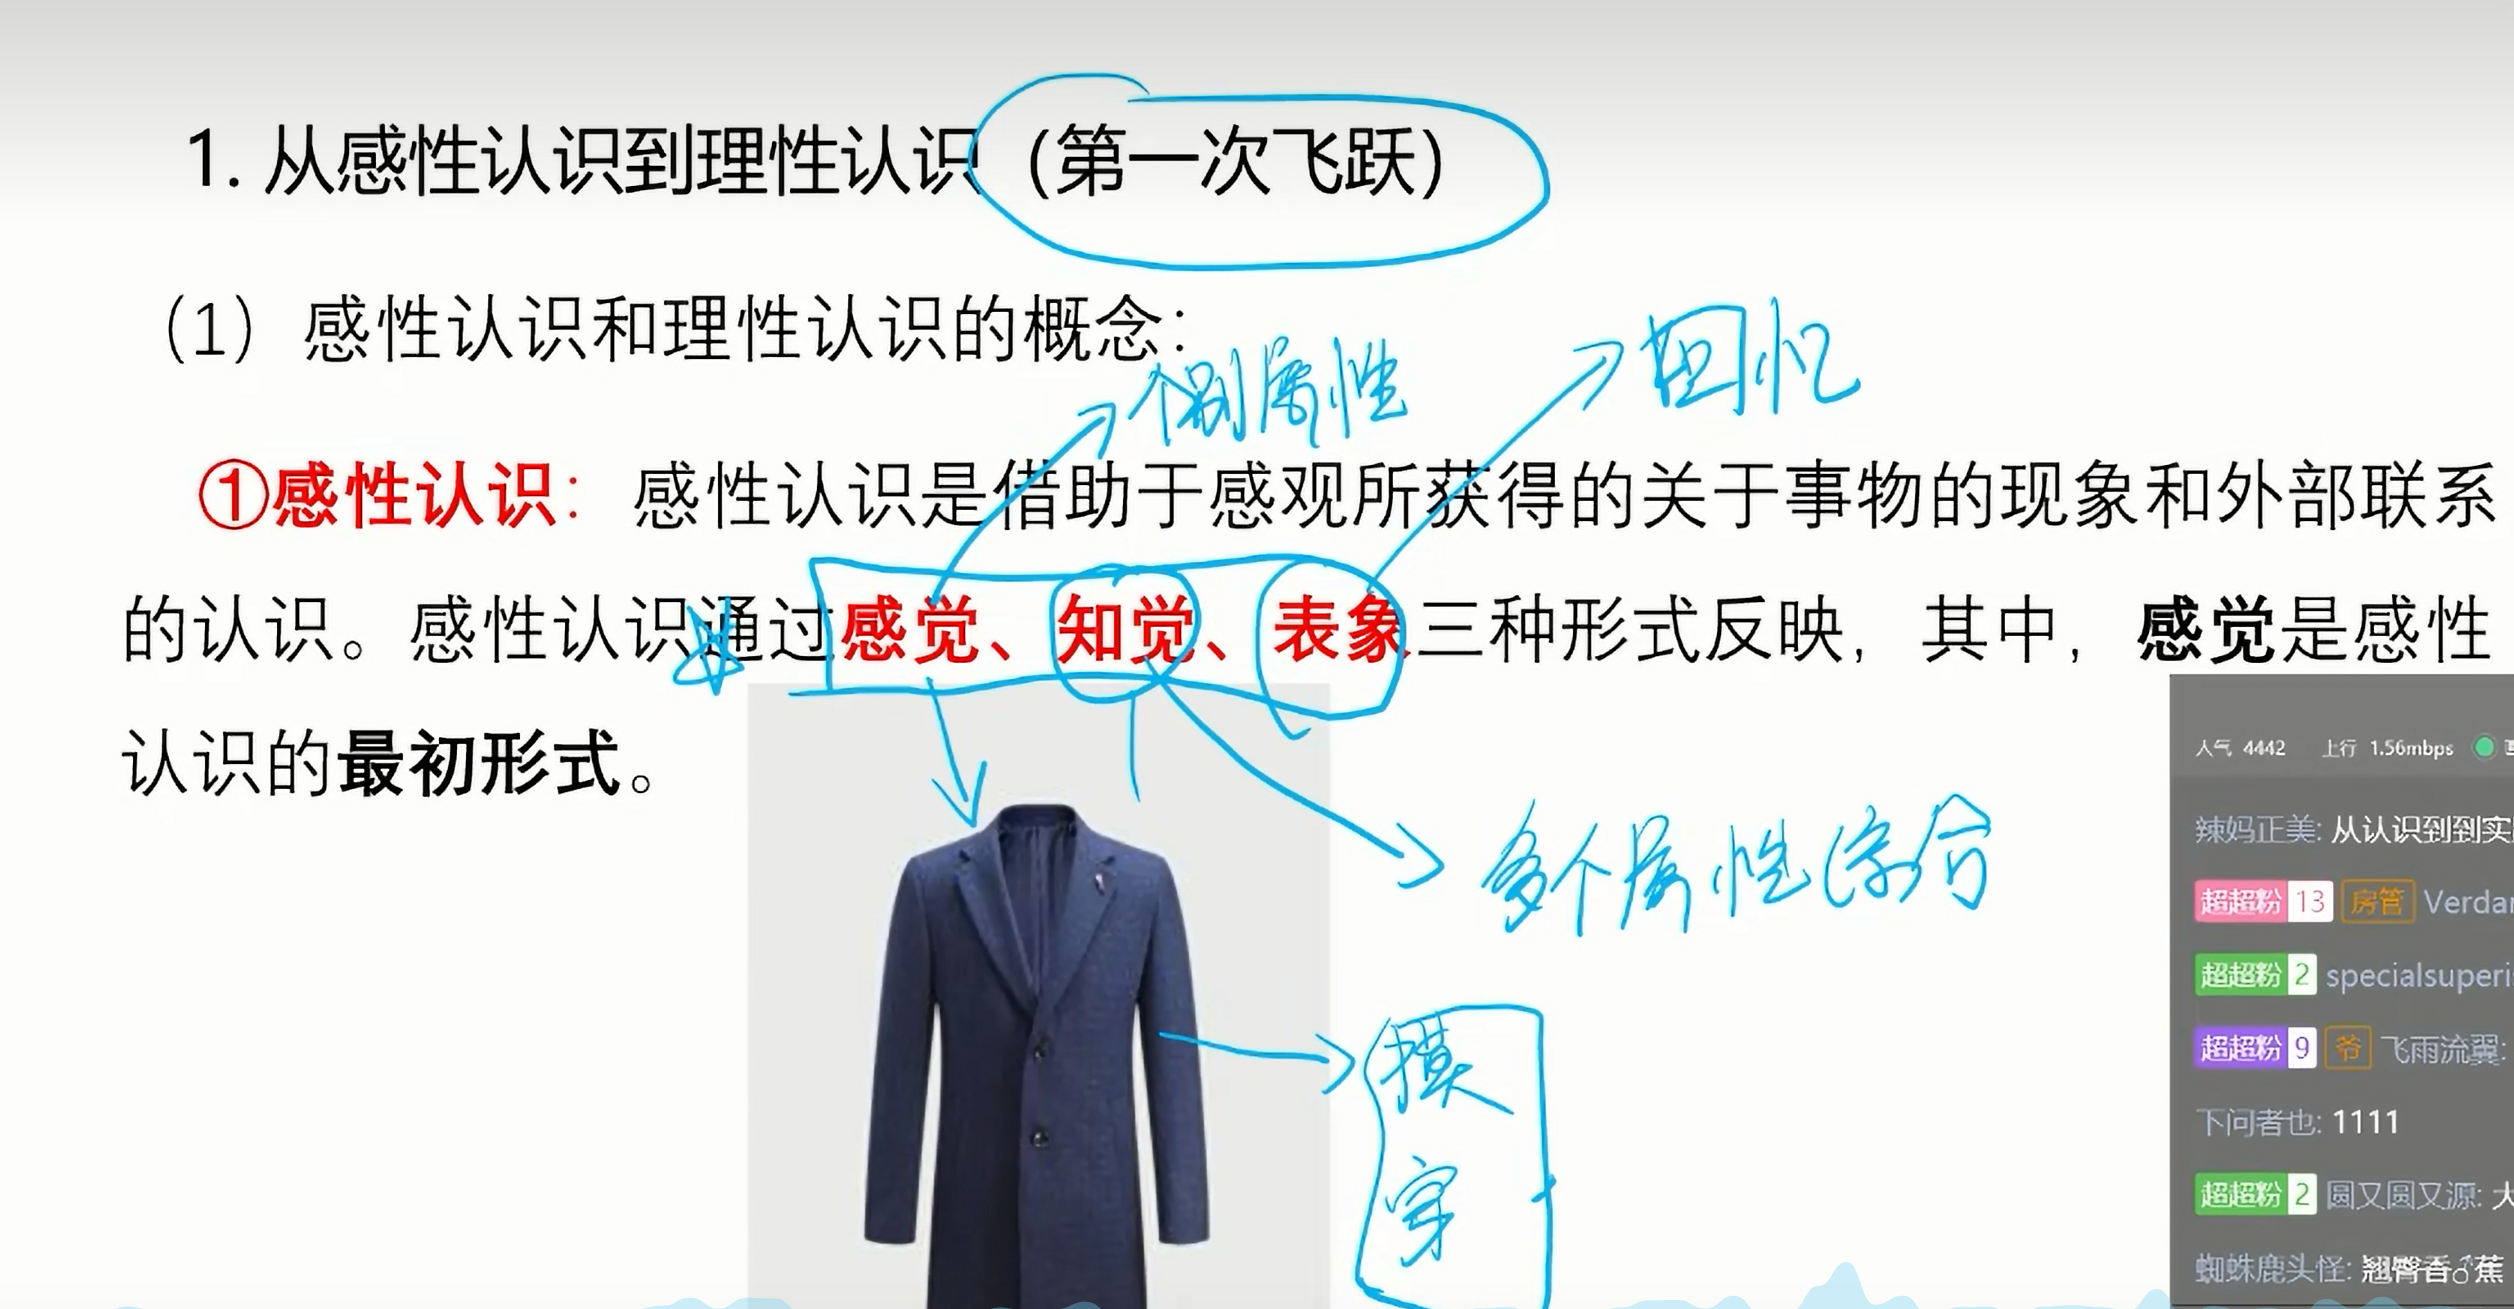 1. 从感性认识到理性认识（第一次飞跃）
（1）感性认识和理性认识的概念：
个别属性
回忆
①感性认识：感性认识是借助于感观所获得的关于事物的现象和外部联系
的认识。感性认识通过感觉、知觉、表象三种形式反映，其中，感觉是感性
认识的最初形式。
多个属性综合
摸
穿
人气 4442 上行 1.56mbps
辣妈正美: 从认识到到实
超超粉 13 房管 Verda
超超粉 2 specialsuperi
超超粉 9 爷 飞雨流翼:
下问者也: 1111
超超粉 2 圆又圆又源: 大
蜘蛛鹿头怪: 翘臀香♂蕉